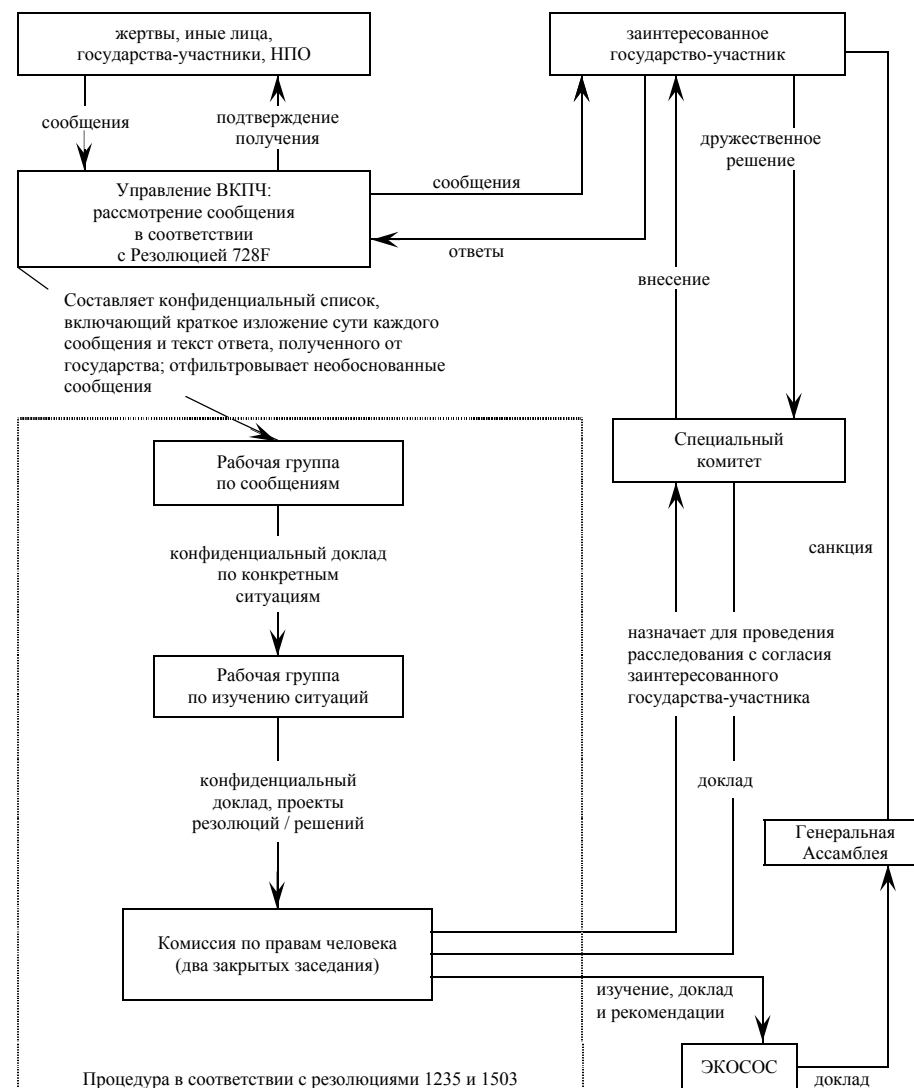 жертвы, иные лица,
государства-участники, НПО
заинтересованное
государство-участник
сообщения
подтверждение
получения
дружественное
решение
Управление ВКПЧ:
рассмотрение сообщения
в соответствии
с Резолюцией 728F
сообщения
ответы
внесение
Составляет конфиденциальный список,
включающий краткое изложение сути каждого
сообщения и текст ответа, полученного от
государства; отфильтровывает необоснованные
сообщения
Специальный
комитет
Рабочая группа
по сообщениям
санкция
конфиденциальный доклад
по конкретным
ситуациям
назначает для проведения
расследования с согласия
заинтересованного
государства-участника
Рабочая группа
по изучению ситуаций
конфиденциальный
доклад, проекты
резолюций / решений
доклад
Генеральная
Ассамблея
Комиссия по правам человека
(два закрытых заседания)
изучение, доклад
и рекомендации
ЭКОСОС
доклад
Процедура в соответствии с резолюциями 1235 и 1503